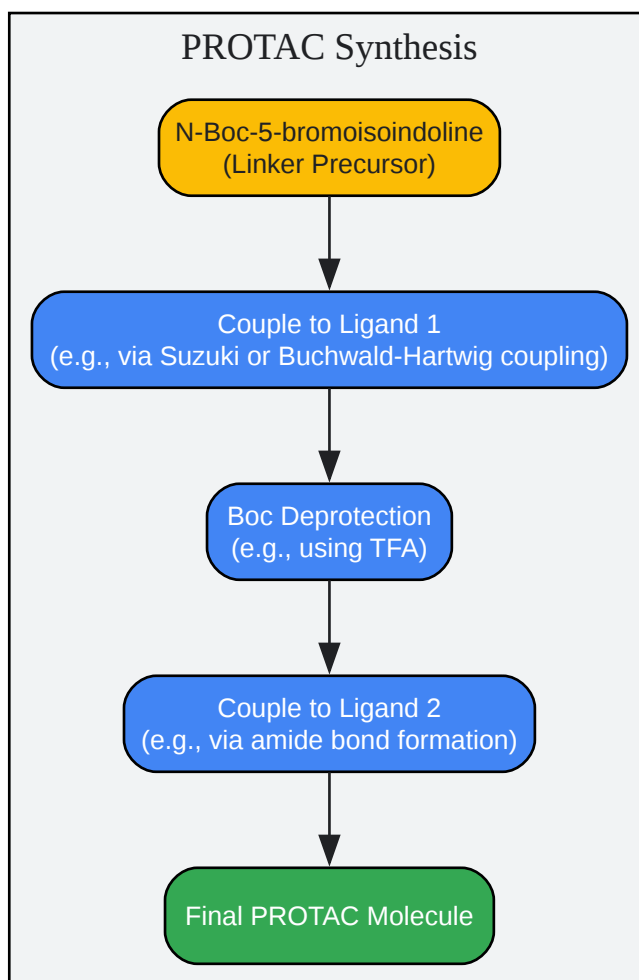 PROTAC Synthesis
N-Boc-5-bromoisoindoline
(Linker Precursor)
Couple to Ligand 1
(e.g., via Suzuki or Buchwald-Hartwig coupling)
Boc Deprotection
(e.g., using TFA)
Couple to Ligand 2
(e.g., via amide bond formation)
Final PROTAC Molecule